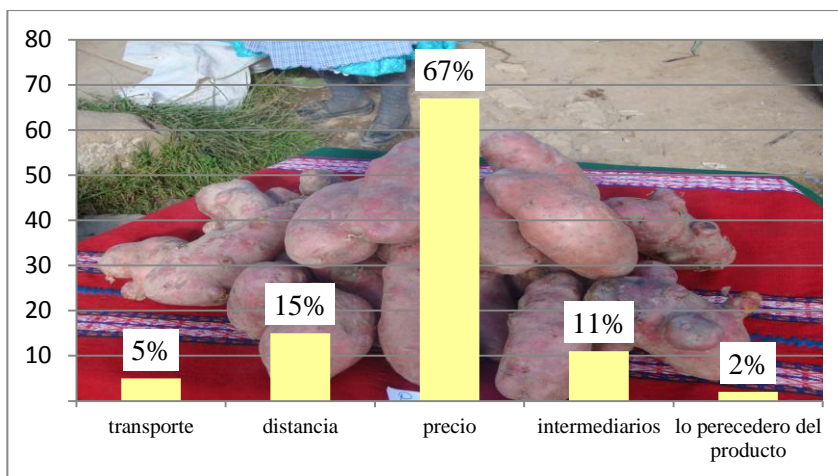 80
70
60
50
40
30
20
10
67%
15%
11%
5%
2%
transporte
distancia
precio
intermediarios
lo perecedero del
producto